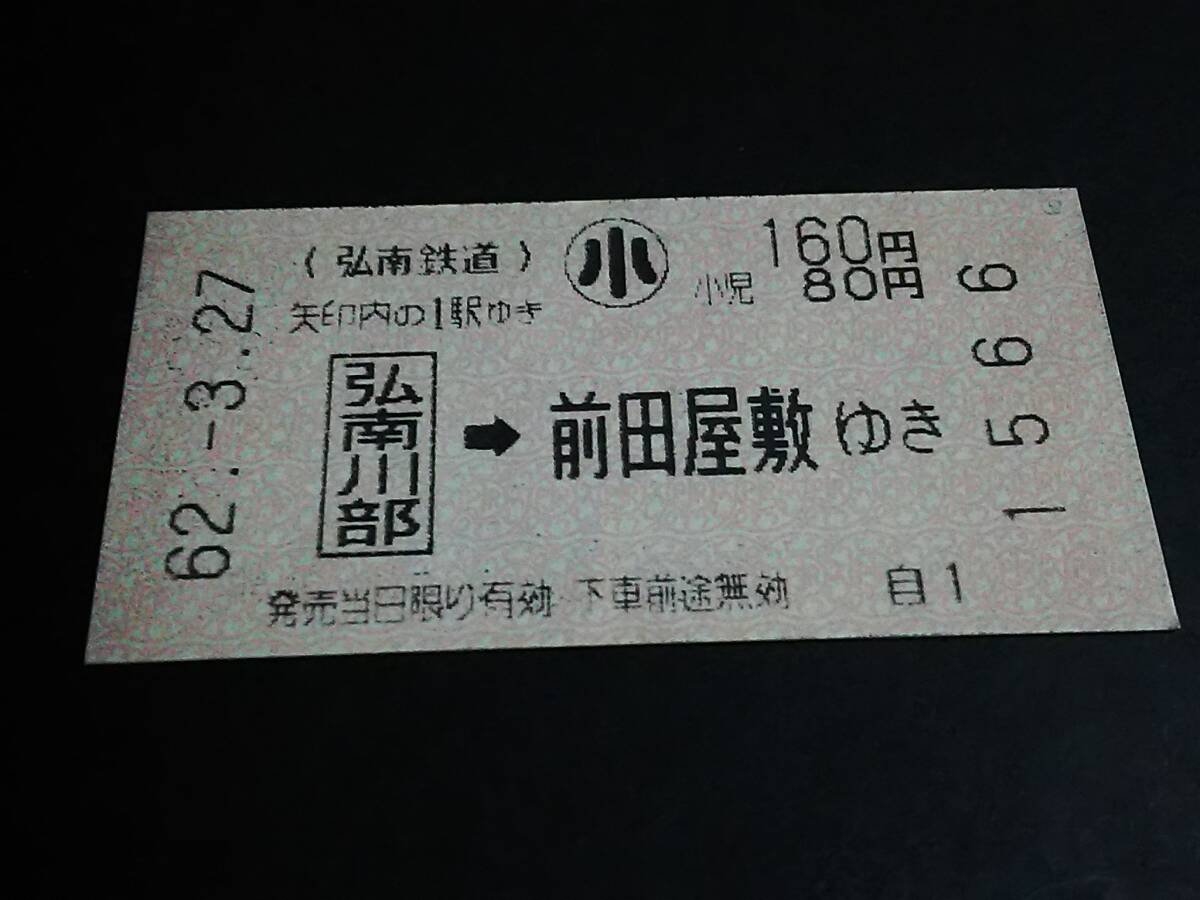 (弘南鉄道) 小 160円
小児 80円
矢印内の1駅ゆき
弘南川部 ➡ 前田屋敷ゆき
発売当日限り有効 下車前途無効 自1
62.-3.27
1566